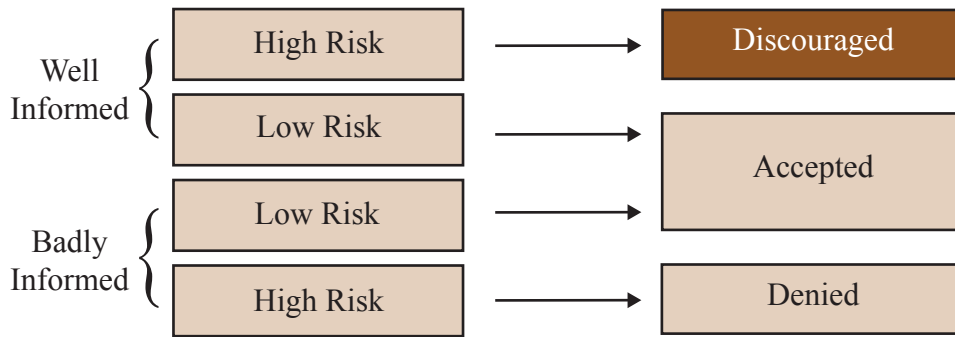 Well
Informed
High Risk
Discouraged
Low Risk
Accepted
Badly
Informed
Low Risk
High Risk
Denied